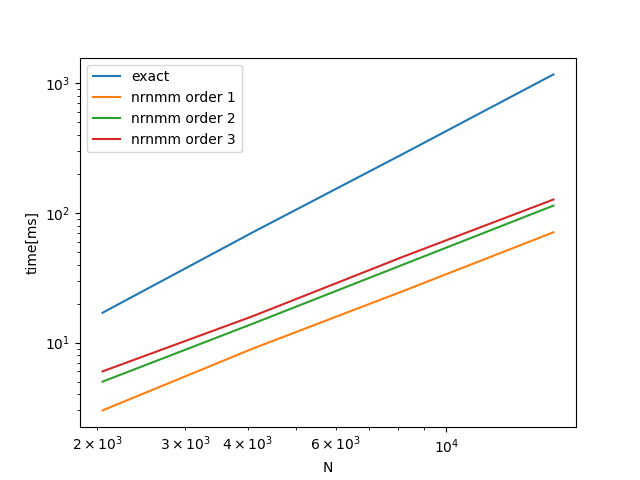 exact
nrnmm order 1
nrnmm order 2
nrnmm order 3
10³
10²
10¹
time[ms]
2 × 10³ 3 × 10³ 4 × 10³ 6 × 10³ 10⁴
N